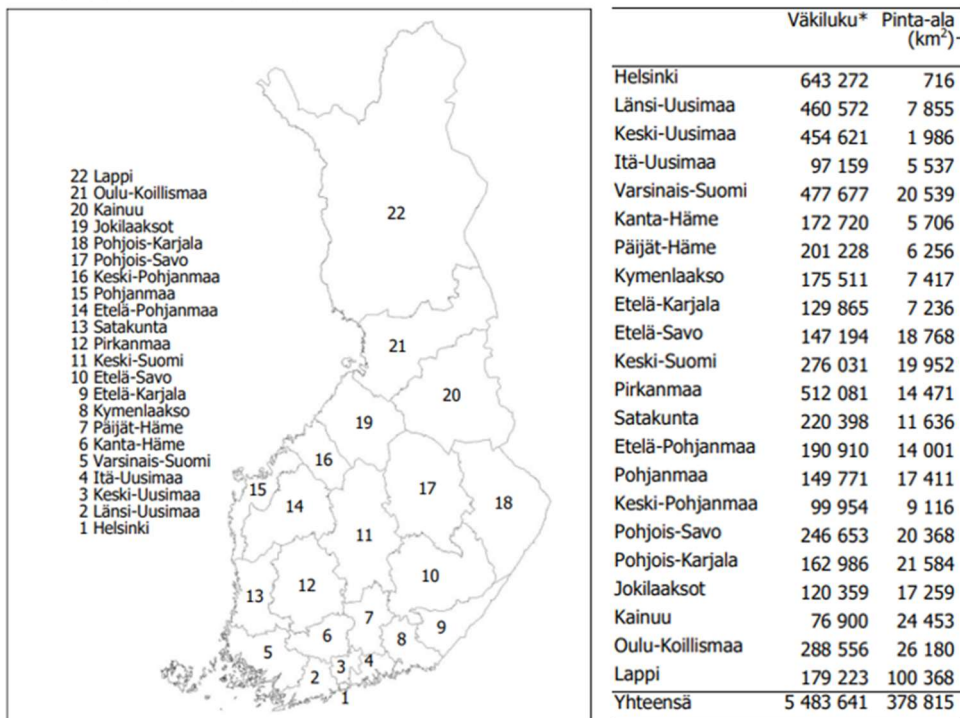 22 Lappi
21 Oulu-Koillismaa
20 Kainuu
19 Jokilaaksot
18 Pohjois-Karjala
17 Pohjois-Savo
16 Keski-Pohjanmaa
15 Pohjanmaa
14 Etelä-Pohjanmaa
13 Satakunta
12 Pirkanmaa
11 Keski-Suomi
10 Etelä-Savo
9 Etelä-Karjala
8 Kymenlaakso
7 Päijät-Häme
6 Kanta-Häme
5 Varsinais-Suomi
4 Itä-Uusimaa
3 Keski-Uusimaa
2 Länsi-Uusimaa
1 Helsinki
22
21
20
19
16
15
14
17
18
11
10
12
13
7
9
6
8
5
4
3
2
1
Väkiluku* Pinta-ala
(km²)-
Helsinki 643 272 716
Länsi-Uusimaa 460 572 7 855
Keski-Uusimaa 454 621 1 986
Itä-Uusimaa 97 159 5 537
Varsinais-Suomi 477 677 20 539
Kanta-Häme 172 720 5 706
Päijät-Häme 201 228 6 256
Kymenlaakso 175 511 7 417
Etelä-Karjala 129 865 7 236
Etelä-Savo 147 194 18 768
Keski-Suomi 276 031 19 952
Pirkanmaa 512 081 14 471
Satakunta 220 398 11 636
Etelä-Pohjanmaa 190 910 14 001
Pohjanmaa 149 771 17 411
Keski-Pohjanmaa 99 954 9 116
Pohjois-Savo 246 653 20 368
Pohjois-Karjala 162 986 21 584
Jokilaaksot 120 359 17 259
Kainuu 76 900 24 453
Oulu-Koillismaa 288 556 26 180
Lappi 179 223 100 368
Yhteensä 5 483 641 378 815